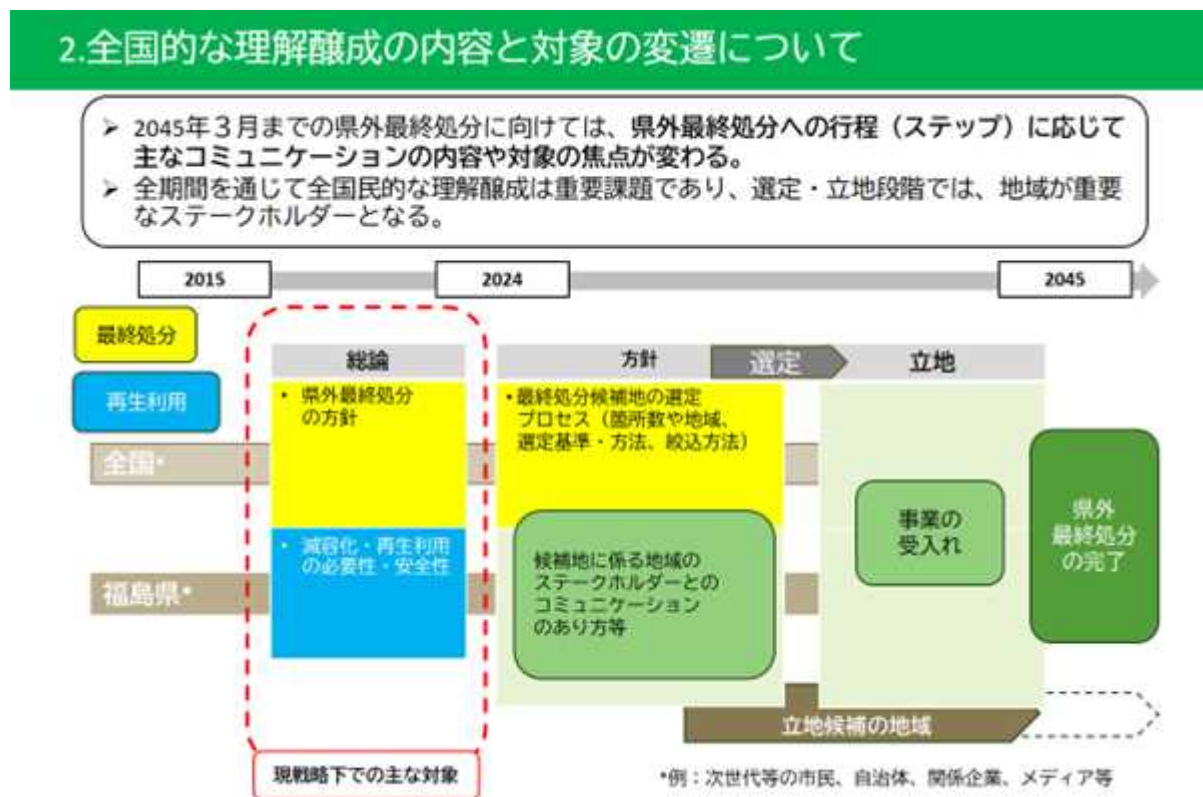 2.全国的な理解醸成の内容と対象の変遷について
➢ 2045年３月までの県外最終処分に向けては、県外最終処分への行程（ステップ）に応じて
主なコミュニケーションの内容や対象の焦点が変わる。
➢ 全期間を通じて全国民的な理解醸成は重要課題であり、選定・立地段階では、地域が重要
なステークホルダーとなる。
2015
2024
2045
最終処分
再生利用
全国*
福島県*
総論
・ 県外最終処分
の方針
・ 減容化・再生利用
の必要性・安全性
現戦略下での主な対象
方針
選定
立地
・最終処分候補地の選定
プロセス（箇所数や地域、
選定基準・方法、絞込方法）
候補地に係る地域の
ステークホルダーとの
コミュニケーション
のあり方等
事業の
受入れ
県外
最終処分
の完了
立地候補の地域
*例：次世代等の市民、自治体、関係企業、メディア等